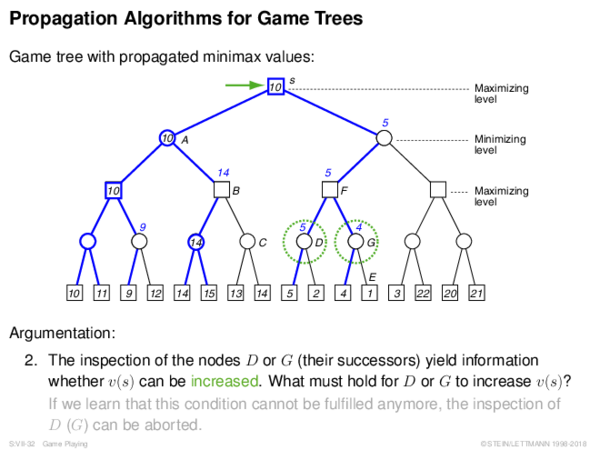 Propagation Algorithms for Game Trees
Game tree with propagated minimax values:
10 s
Maximizing
level
5
10 A
Minimizing
level
14 5
10 B F
Maximizing
level
9 5 4
14 C D G
E
10 11 9 12 14 15 13 14 5 2 4 1 3 22 20 21
Argumentation:
2. The inspection of the nodes D or G (their successors) yield information
whether v(s) can be increased. What must hold for D or G to increase v(s)?
If we learn that this condition cannot be fulfilled anymore, the inspection of
D (G) can be aborted.
S:VII-32 Game Playing ©STEIN/LETTMANN 1998-2018